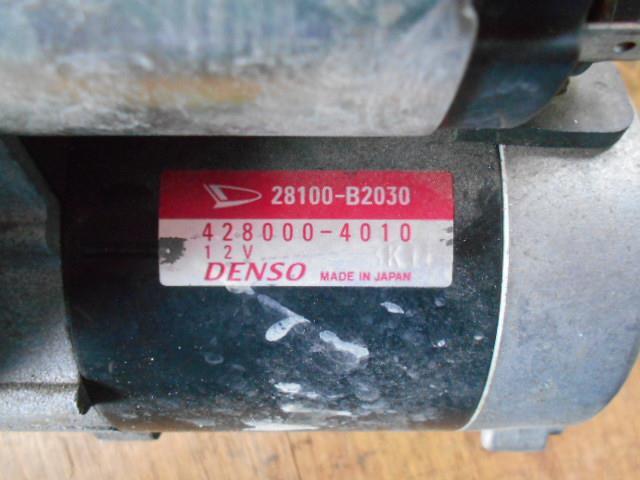 28100-B2030
428000-4010
12V
DENSO MADE IN JAPAN